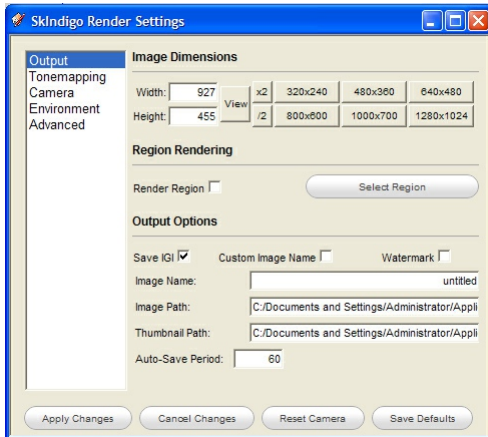 SkIndigo Render Settings
Output
Tonemapping
Camera
Environment
Advanced
Image Dimensions
Width: 927 View x2 320x240 480x360 640x480
Height: 455 /2 800x600 1000x700 1280x1024
Region Rendering
Render Region Select Region
Output Options
Save IGI Custom Image Name Watermark
Image Name: untitled
Image Path: C:/Documents and Settings/Administrator/Appli
Thumbnail Path: C:/Documents and Settings/Administrator/Appli
Auto-Save Period: 60
Apply Changes Cancel Changes Reset Camera Save Defaults